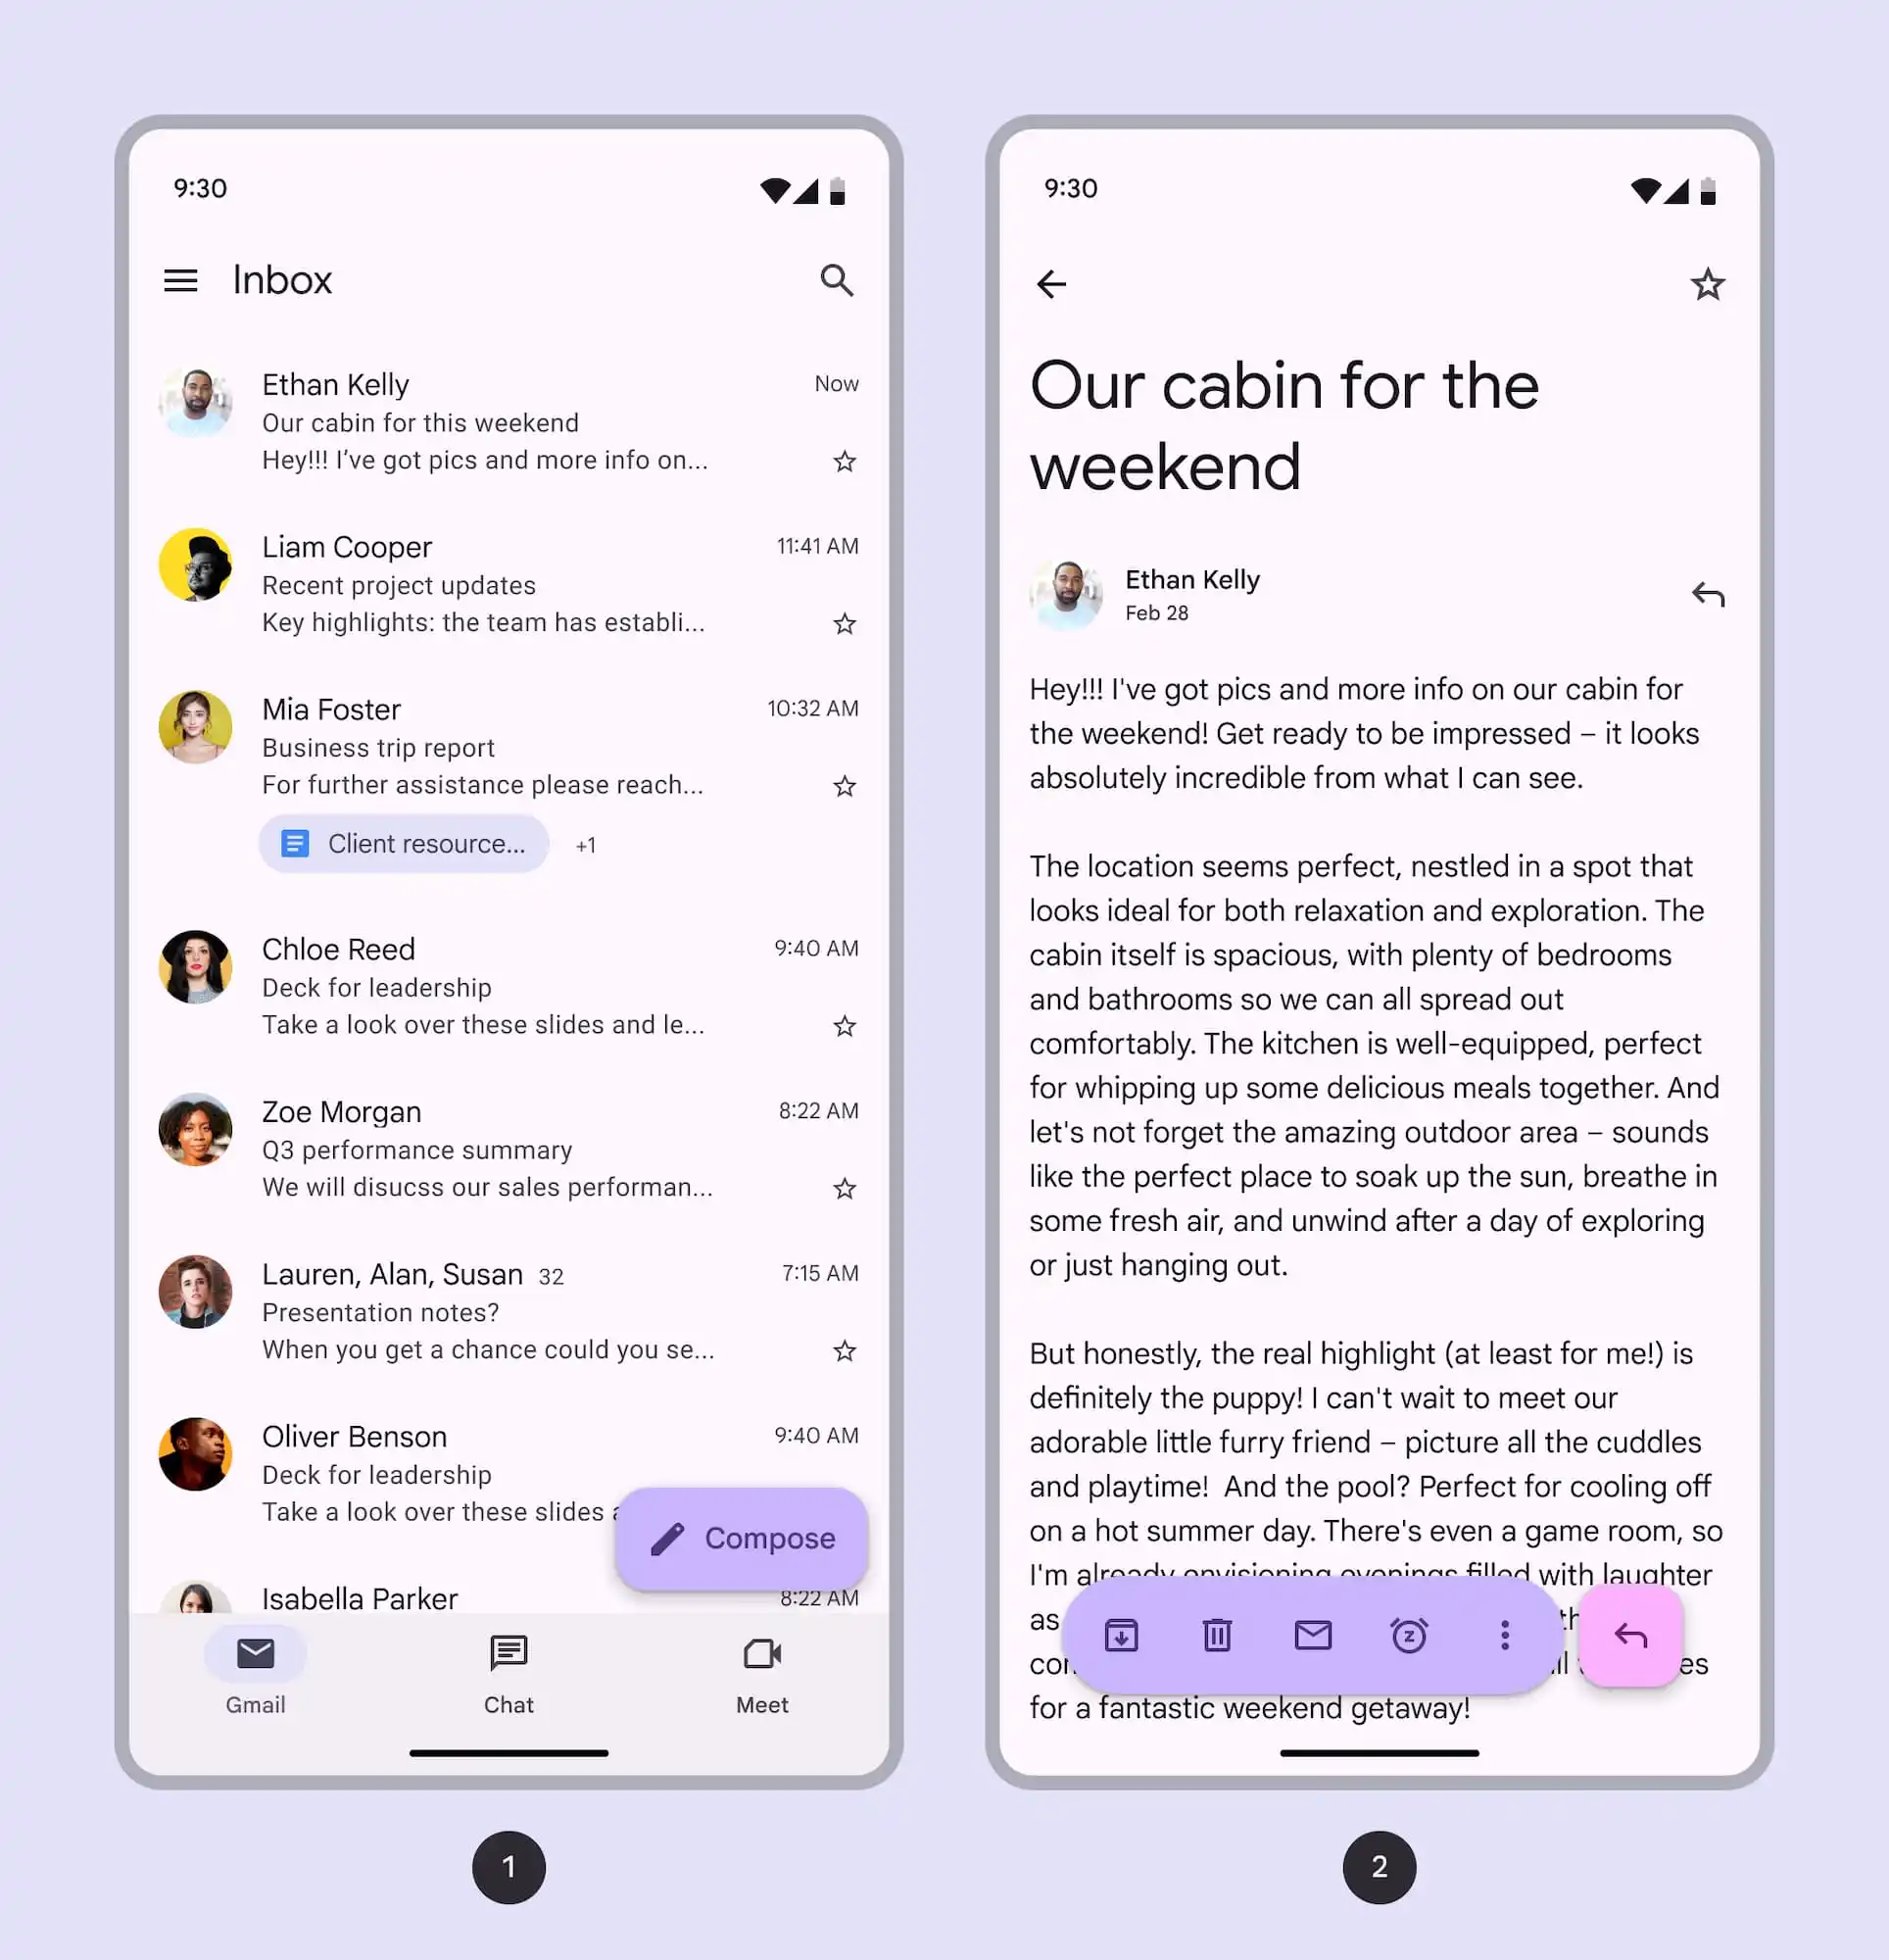 9:30
Inbox
Ethan Kelly
Now
Our cabin for this weekend
Hey!!! I’ve got pics and more info on...
Liam Cooper
11:41 AM
Recent project updates
Key highlights: the team has establi...
Mia Foster
10:32 AM
Business trip report
For further assistance please reach...
Client resource...
+1
Chloe Reed
9:40 AM
Deck for leadership
Take a look over these slides and le...
Zoe Morgan
8:22 AM
Q3 performance summary
We will disucss our sales performan...
Lauren, Alan, Susan 32
7:15 AM
Presentation notes?
When you get a chance could you se...
Oliver Benson
9:40 AM
Deck for leadership
Take a look over these slides
Compose
Isabella Parker
8:22 AM
Gmail
Chat
Meet
1
9:30
Our cabin for the
weekend
Ethan Kelly
Feb 28
Hey!!! I've got pics and more info on our cabin for
the weekend! Get ready to be impressed – it looks
absolutely incredible from what I can see.
The location seems perfect, nestled in a spot that
looks ideal for both relaxation and exploration. The
cabin itself is spacious, with plenty of bedrooms
and bathrooms so we can all spread out
comfortably. The kitchen is well-equipped, perfect
for whipping up some delicious meals together. And
let's not forget the amazing outdoor area – sounds
like the perfect place to soak up the sun, breathe in
some fresh air, and unwind after a day of exploring
or just hanging out.
But honestly, the real highlight (at least for me!) is
definitely the puppy! I can't wait to meet our
adorable little furry friend – picture all the cuddles
and playtime!  And the pool? Perfect for cooling off
on a hot summer day. There's even a game room, so
I'm already envisioning evenings filled with laughter
as
for a fantastic weekend getaway!
2